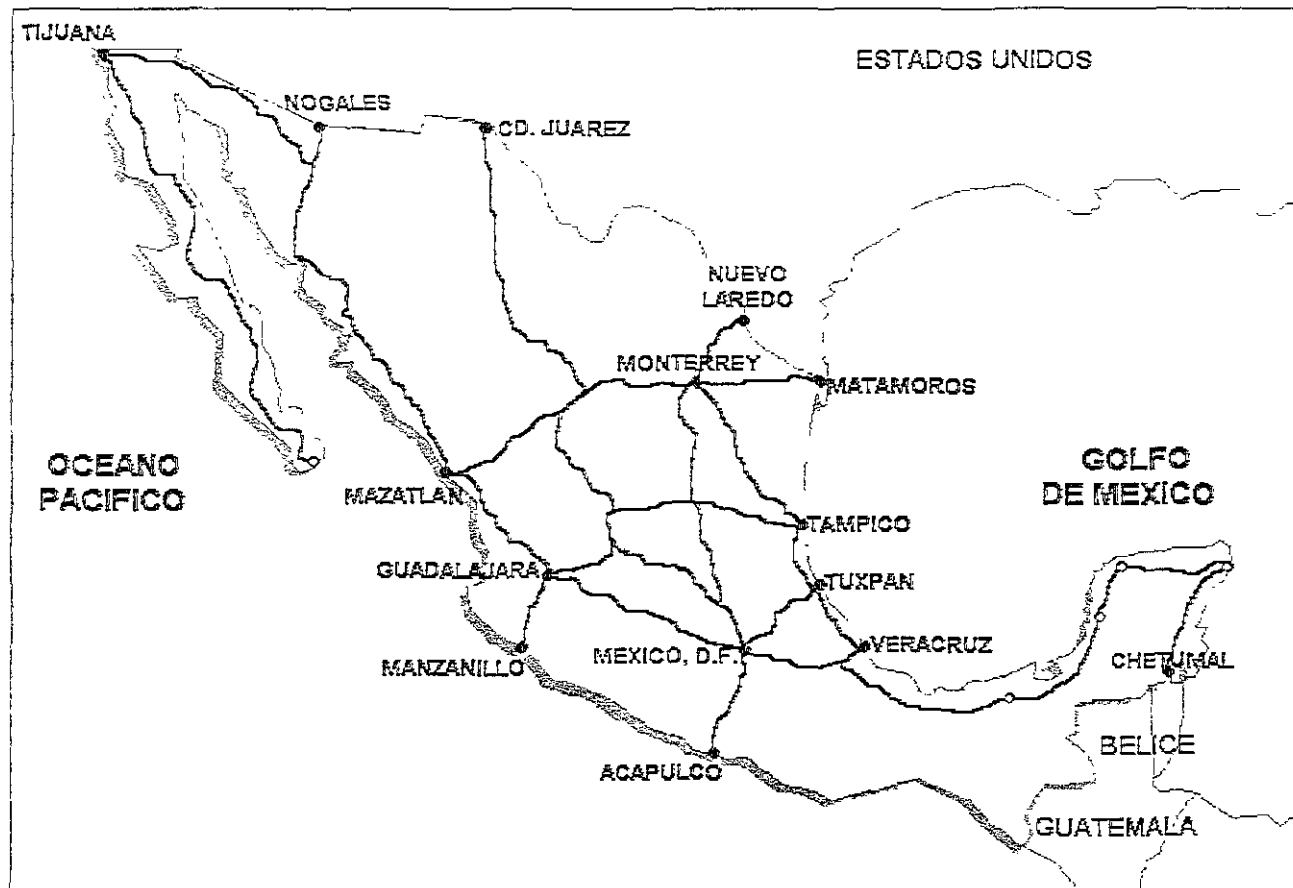 TIJUANA
ESTADOS UNIDOS
NOGALES
CD. JUAREZ
NUEVO
LAREDO
MONTERREY
MATAMOROS
OCEANO
PACIFICO
GOLFO
DE MEXICO
MAZATLAN
TAMPICO
GUADALAJARA
TUXPAN
MANZANILLO
MEXICO, D.F.
VERACRUZ
CHETUMAL
BELICE
ACAPULCO
GUATEMALA